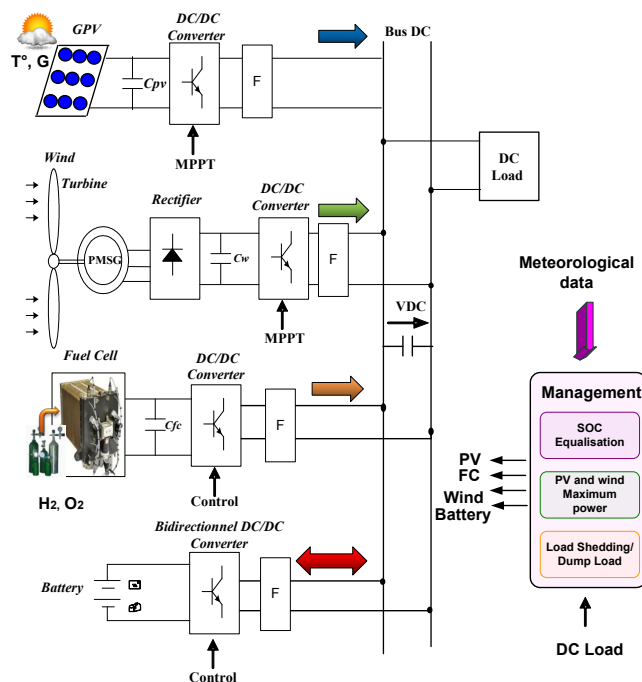 GPV
T°, G
Cpv
DC/DC
Converter
F
MPPT
Bus DC
DC
Load
Wind
Turbine
PMSG
Rectifier
Cw
DC/DC
Converter
F
MPPT
VDC
Fuel Cell
H2, O2
Cfc
DC/DC
Converter
F
Control
Bidirectionnel DC/DC
Converter
Battery
F
Control
Meteorological
data
Management
SOC
Equalisation
PV and wind
Maximum
power
Load Shedding/
Dump Load
PV
FC
Wind
Battery
DC Load